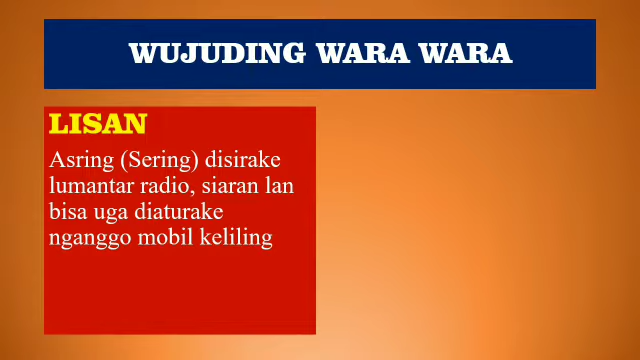 WUJUDING WARA WARA
LISAN
Asring (Sering) disirake
lumantar radio, siaran lan
bisa uga diaturake
nganggo mobil keliling